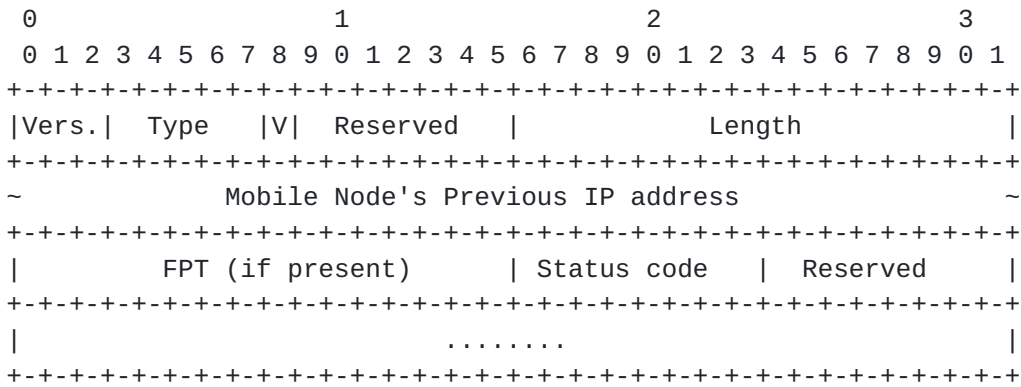 0                   1                   2                   3
 0 1 2 3 4 5 6 7 8 9 0 1 2 3 4 5 6 7 8 9 0 1 2 3 4 5 6 7 8 9 0 1
+-+-+-+-+-+-+-+-+-+-+-+-+-+-+-+-+-+-+-+-+-+-+-+-+-+-+-+-+-+-+-+-+
|Vers.|  Type   |V|  Reserved   |            Length             |
+-+-+-+-+-+-+-+-+-+-+-+-+-+-+-+-+-+-+-+-+-+-+-+-+-+-+-+-+-+-+-+-+
~             Mobile Node's Previous IP address                 ~
+-+-+-+-+-+-+-+-+-+-+-+-+-+-+-+-+-+-+-+-+-+-+-+-+-+-+-+-+-+-+-+-+
|         FPT (if present)      | Status code   |  Reserved     |
+-+-+-+-+-+-+-+-+-+-+-+-+-+-+-+-+-+-+-+-+-+-+-+-+-+-+-+-+-+-+-+-+
|                           ........                            |
+-+-+-+-+-+-+-+-+-+-+-+-+-+-+-+-+-+-+-+-+-+-+-+-+-+-+-+-+-+-+-+-+